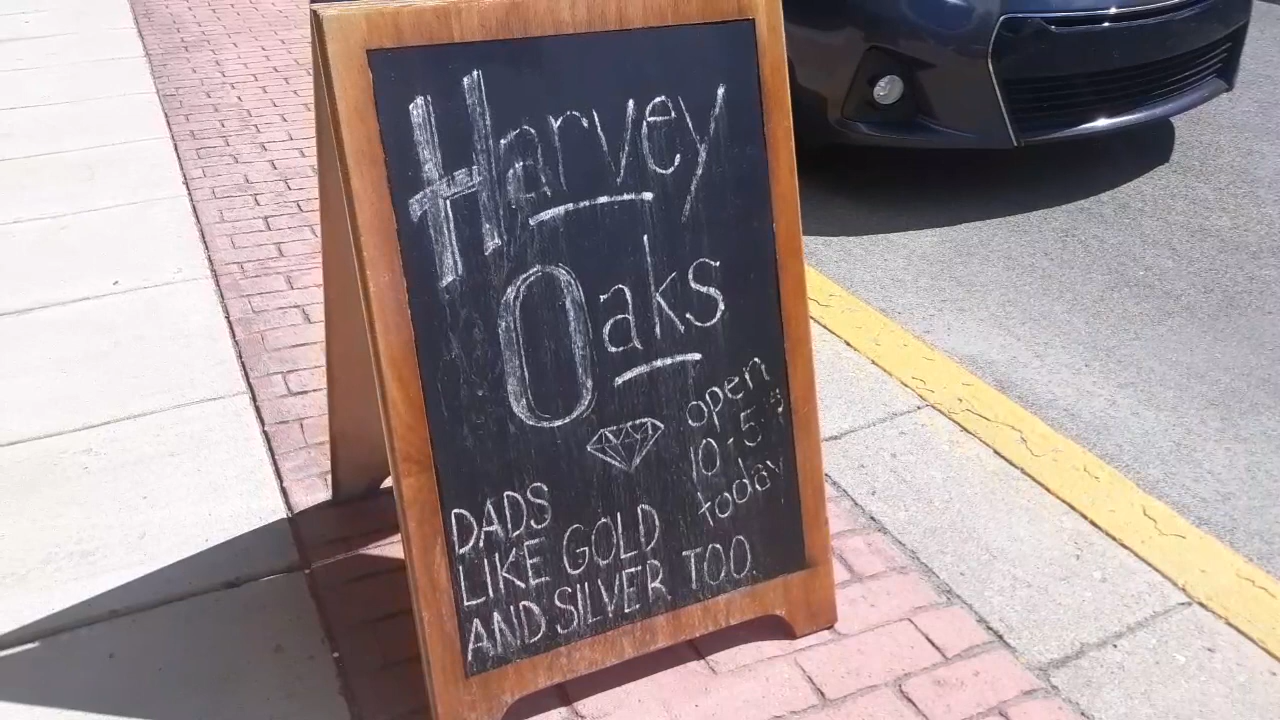 Harvey
Oaks
open
10-5
today
DADS
LIKE GOLD
AND SILVER TOO.